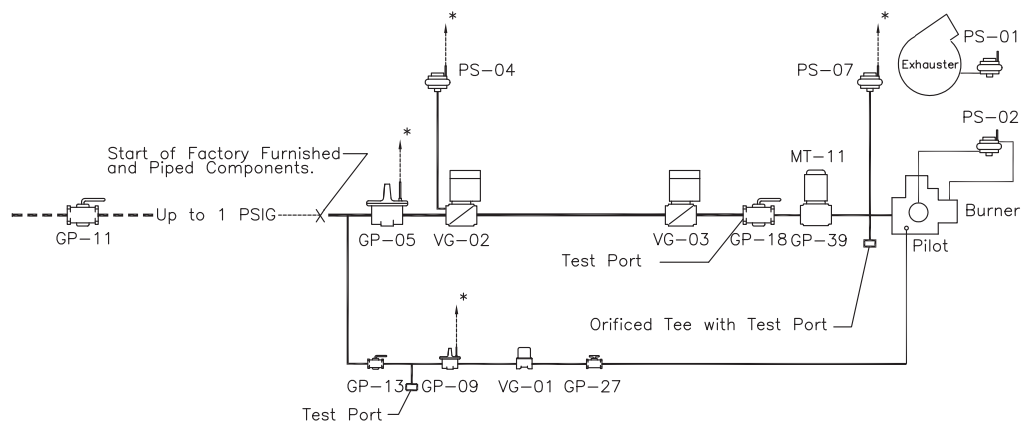 *
*
PS-01
PS-04
PS-07
Exhauster
PS-02
*
MT-11
Start of Factory Furnished
and Piped Components.
Up to 1 PSIG
Burner
GP-11
GP-05
VG-02
VG-03
GP-18
GP-39
Pilot
Test Port
*
Orificed Tee with Test Port
GP-13
GP-09
VG-01
GP-27
Test Port